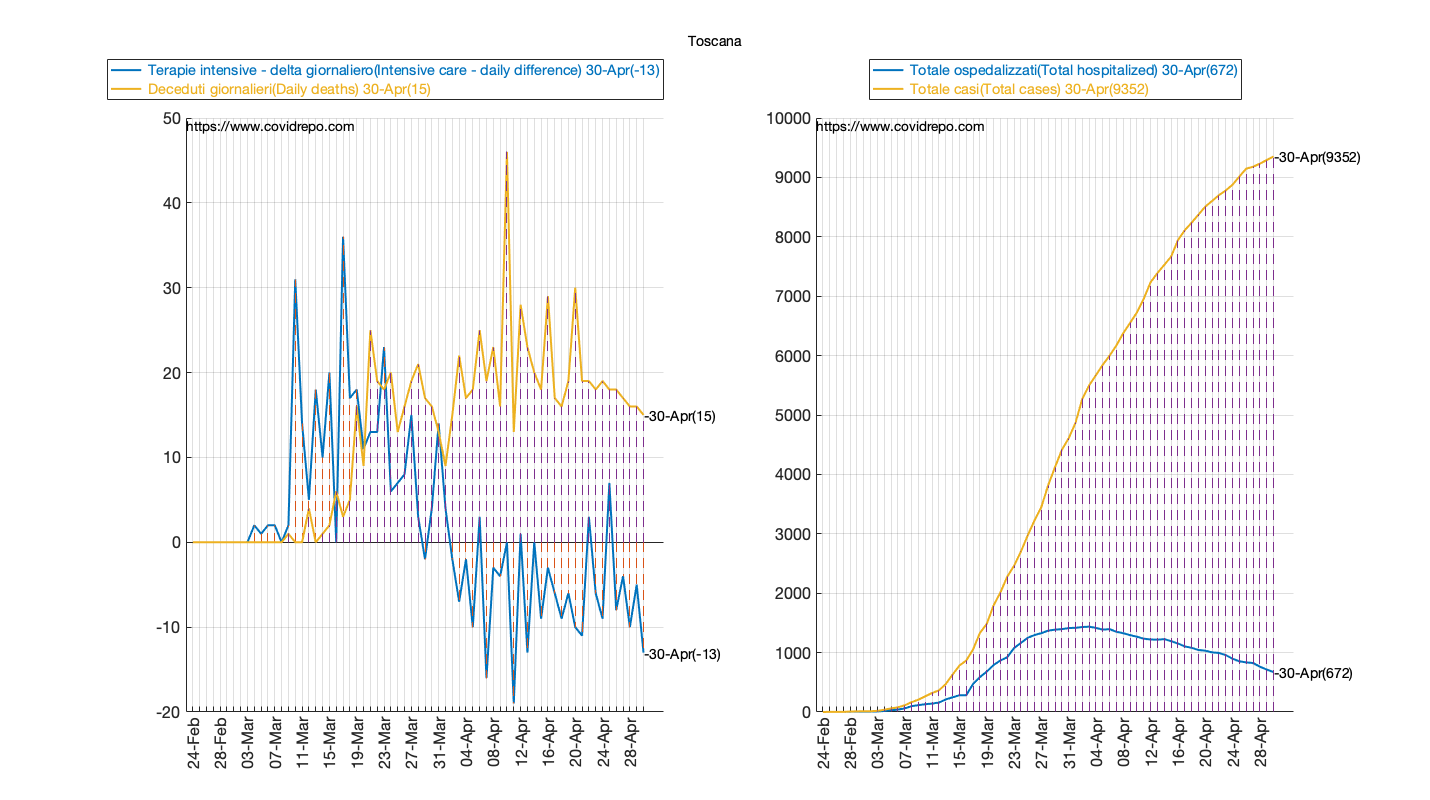 Toscana
Terapie intensive - delta giornaliero(Intensive care - daily difference) 30-Apr(-13)
Deceduti giornalieri(Daily deaths) 30-Apr(15)
https://www.covidrepo.com
50
40
30
20
10
0
-10
-20
-30-Apr(15)
-30-Apr(-13)
24-Feb
28-Feb
03-Mar
07-Mar
11-Mar
15-Mar
19-Mar
23-Mar
27-Mar
31-Mar
04-Apr
08-Apr
12-Apr
16-Apr
20-Apr
24-Apr
28-Apr
Totale ospedalizzati(Total hospitalized) 30-Apr(672)
Totale casi(Total cases) 30-Apr(9352)
https://www.covidrepo.com
10000
9000
8000
7000
6000
5000
4000
3000
2000
1000
0
-30-Apr(9352)
-30-Apr(672)
24-Feb
28-Feb
03-Mar
07-Mar
11-Mar
15-Mar
19-Mar
23-Mar
27-Mar
31-Mar
04-Apr
08-Apr
12-Apr
16-Apr
20-Apr
24-Apr
28-Apr